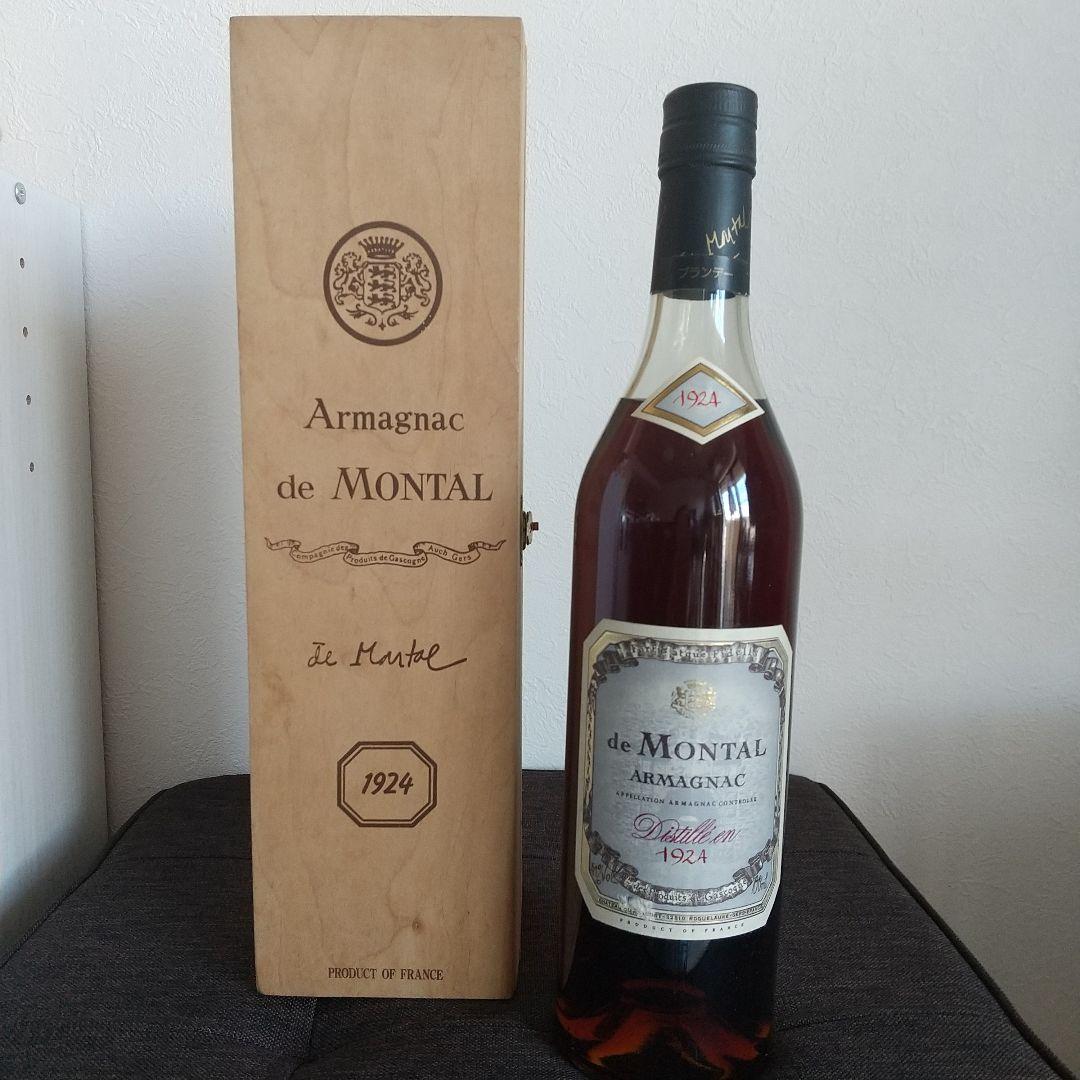 Armagnac
de MONTAL
Compagnie des Produits de Gascogne Auch Gers
de Montal
1924
PRODUCT OF FRANCE
Montal
ブランデー
1924
de MONTAL
ARMAGNAC
APPELLATION ARMAGNAC CONTROLEE
Distillé en
1924
PRODUCT OF FRANCE